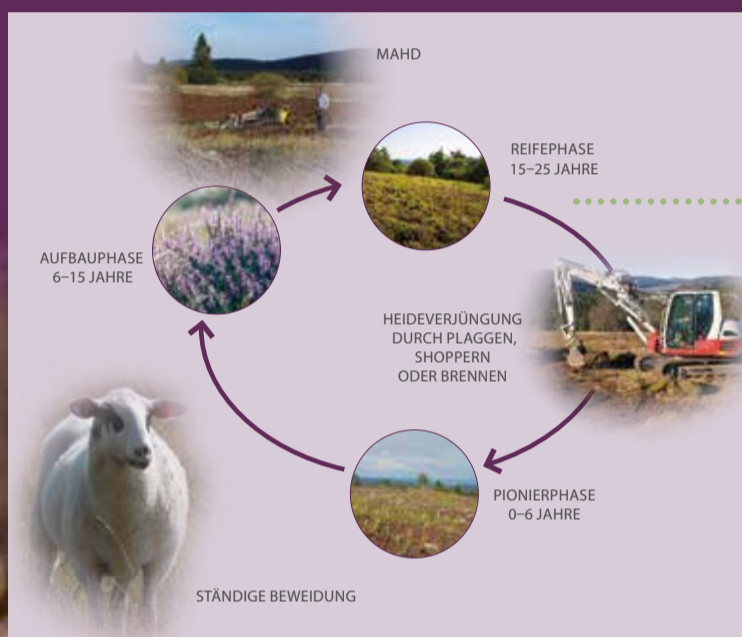 MAHD
REIFEPHASE
15–25 JAHRE
AUFBAUPHASE
6–15 JAHRE
HEIDEVERJÜNGUNG
DURCH PLAGGEN,
SHOPPERN
ODER BRENNEN
PIONIERPHASE
0–6 JAHRE
STÄNDIGE BEWEIDUNG